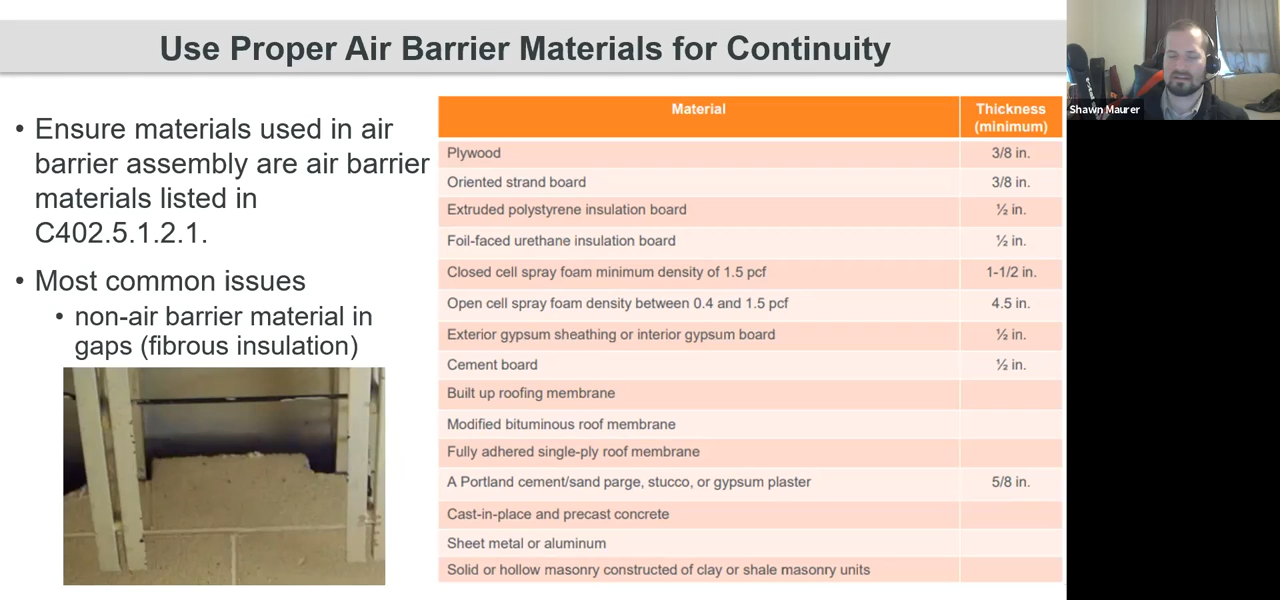 Use Proper Air Barrier Materials for Continuity
Shawn Maurer
• Ensure materials used in air
barrier assembly are air barrier
materials listed in
C402.5.1.2.1.
• Most common issues
• non-air barrier material in
gaps (fibrous insulation)
Material Thickness
(minimum)
Plywood 3/8 in.
Oriented strand board 3/8 in.
Extruded polystyrene insulation board ½ in.
Foil-faced urethane insulation board ½ in.
Closed cell spray foam minimum density of 1.5 pcf 1-1/2 in.
Open cell spray foam density between 0.4 and 1.5 pcf 4.5 in.
Exterior gypsum sheathing or interior gypsum board ½ in.
Cement board ½ in.
Built up roofing membrane
Modified bituminous roof membrane
Fully adhered single-ply roof membrane
A Portland cement/sand parge, stucco, or gypsum plaster 5/8 in.
Cast-in-place and precast concrete
Sheet metal or aluminum
Solid or hollow masonry constructed of clay or shale masonry units